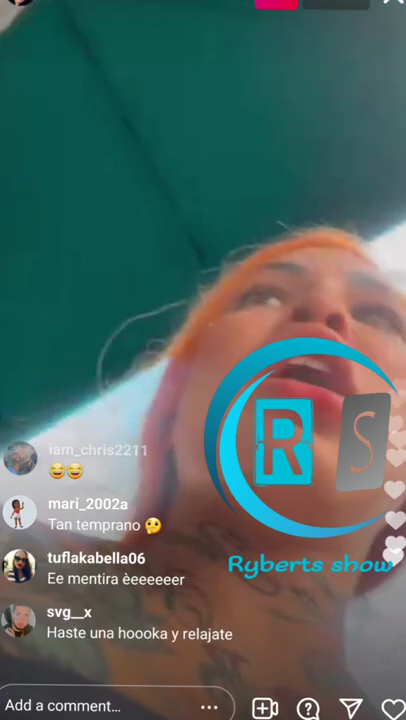 iam_chris2211
😂😂
mari_2002a
Tan temprano 🤔
tuflakabella06
Ee mentira èeeeeeer
svg__x
Haste una hoooka y relajate
R S
Ryberts show
Add a comment...